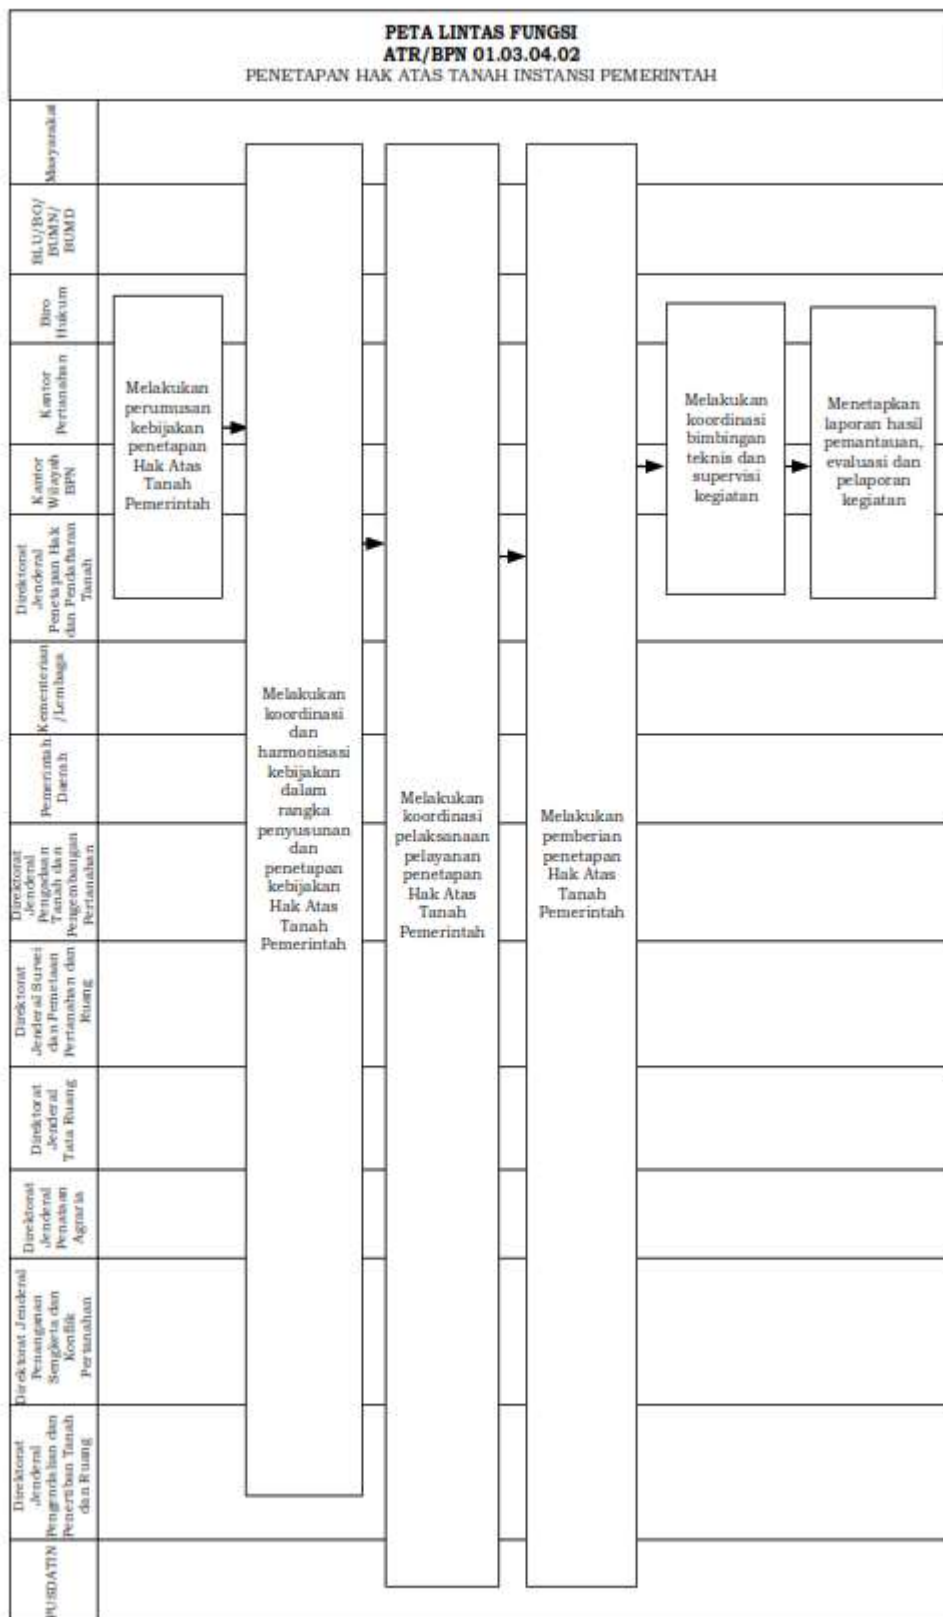 PETA LINTAS FUNGSI
ATR/BPN 01.03.04.02
PENETAPAN HAK ATAS TANAH INSTANSI PEMERINTAH
Masyarakat
BLU/BO/
BUMN/
BUMD
Biro
Hukum
Kantor
Pertanahan
Kantor
Wilayah
BPN
Direktorat
Jenderal
Penetapan Hak
dan Pendaftaran
Tanah
Kementerian
/Lembaga
Pemerintah
Daerah
Direktorat
Jenderal
Pengadaan
Tanah dan
Pengembangan
Pertanahan
Direktorat
Jenderal Survei
dan Pemetaan
Pertanahan dan
Ruang
Direktorat
Jenderal
Tata Ruang
Direktorat
Jenderal
Penataan
Agraria
Direktorat Jenderal
Penanganan
Sengketa dan
Konflik
Pertanahan
Direktorat
Jenderal
Pengendalian dan
Penertiban Tanah
dan Ruang
PUSDATIN
Melakukan
perumusan
kebijakan
penetapan
Hak Atas
Tanah
Pemerintah
Melakukan
koordinasi
dan
harmonisasi
kebijakan
dalam
rangka
penyusunan
dan
penetapan
kebijakan
Hak Atas
Tanah
Pemerintah
Melakukan
koordinasi
pelaksanaan
pelayanan
penetapan
Hak Atas
Tanah
Pemerintah
Melakukan
pemberian
penetapan
Hak Atas
Tanah
Pemerintah
Melakukan
koordinasi
bimbingan
teknis dan
supervisi
kegiatan
Menetapkan
laporan hasil
pemantauan,
evaluasi dan
pelaporan
kegiatan